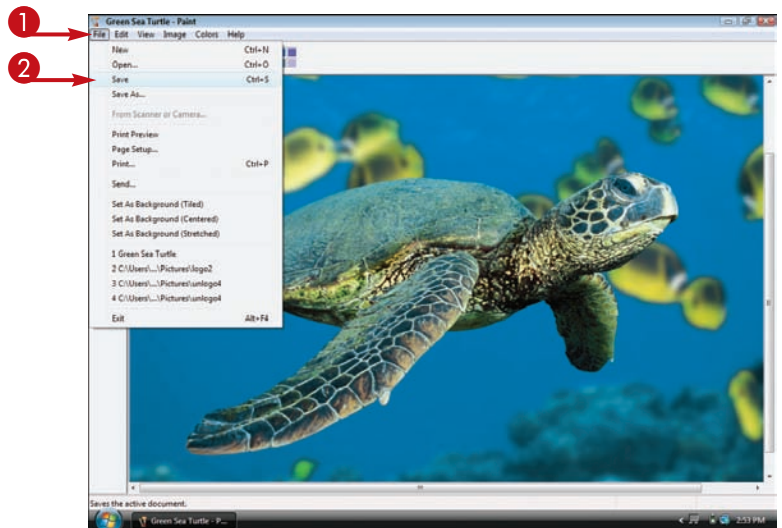 1
2
Green Sea Turtle - Paint
File Edit View Image Colors Help
New Ctrl+N
Open... Ctrl+O
Save Ctrl+S
Save As...
From Scanner or Camera...
Print Preview
Page Setup...
Print... Ctrl+P
Send...
Set As Background (Tiled)
Set As Background (Centered)
Set As Background (Stretched)
1 Green Sea Turtle
2 C:\Users\...\Pictures\logo2
3 C:\Users\...\Pictures\unlogo4
4 C:\Users\...\Pictures\unlogo4
Exit Alt+F4
Saves the active document.
Green Sea Turtle - P...
2:53 PM